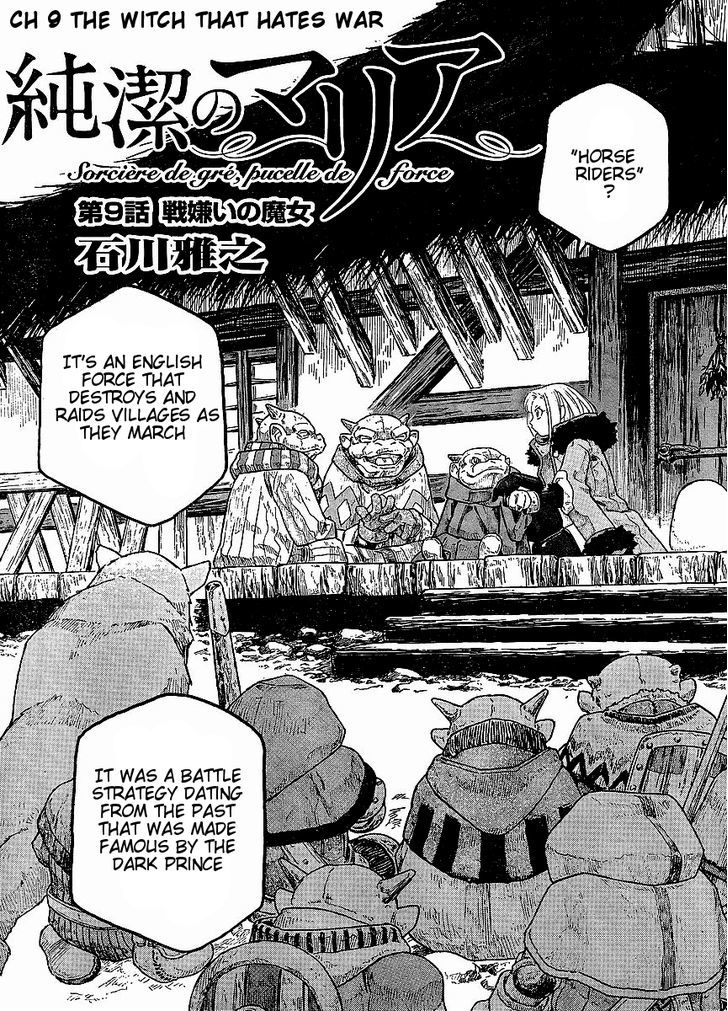 CH 9 THE WITCH THAT HATES WAR
純潔のマリア
Sorcière de gré, pucelle de force
第9話 戦嫌いの魔女
石川雅之
"HORSE
RIDERS"
?
IT'S AN ENGLISH
FORCE THAT
DESTROYS AND
RAIDS VILLAGES AS
THEY MARCH
IT WAS A BATTLE
STRATEGY DATING
FROM THE PAST
THAT WAS MADE
FAMOUS BY THE
DARK PRINCE